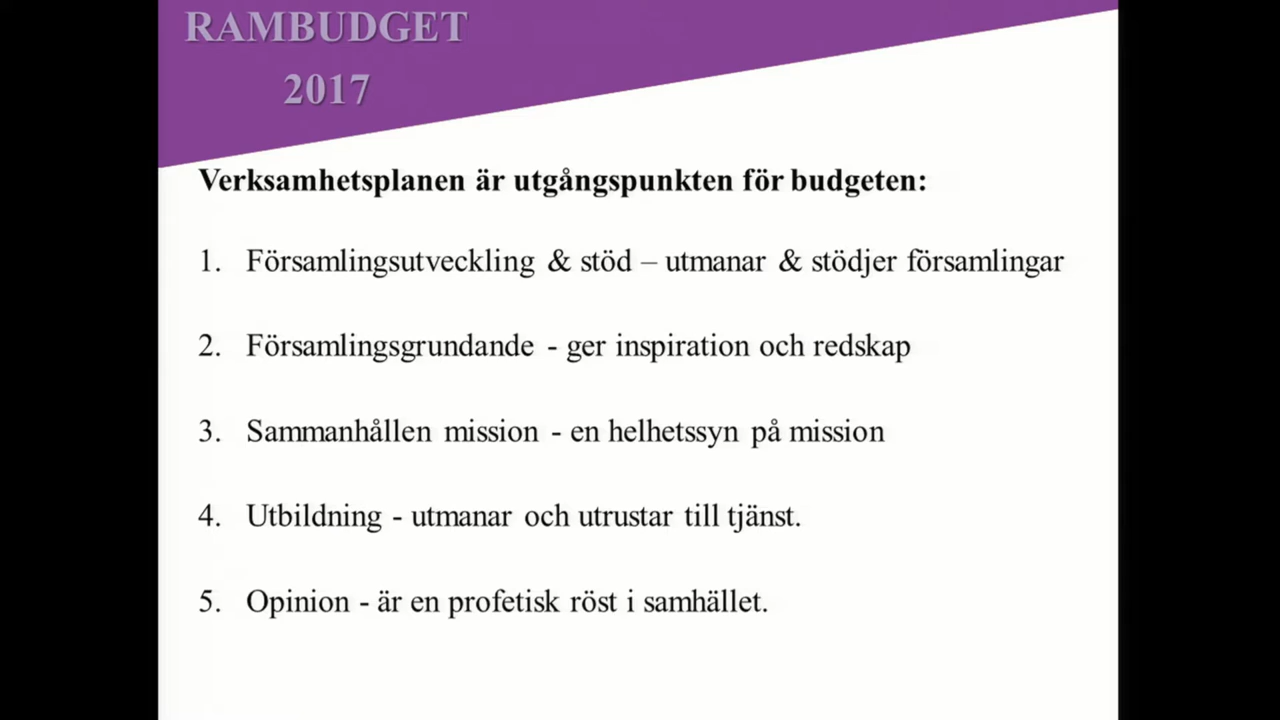 RAMBUDGET
2017
Verksamhetsplanen är utgångspunkten för budgeten:
1. Församlingsutveckling & stöd – utmanar & stödjer församlingar
2. Församlingsgrundande - ger inspiration och redskap
3. Sammanhållen mission - en helhetssyn på mission
4. Utbildning - utmanar och utrustar till tjänst.
5. Opinion - är en profetisk röst i samhället.